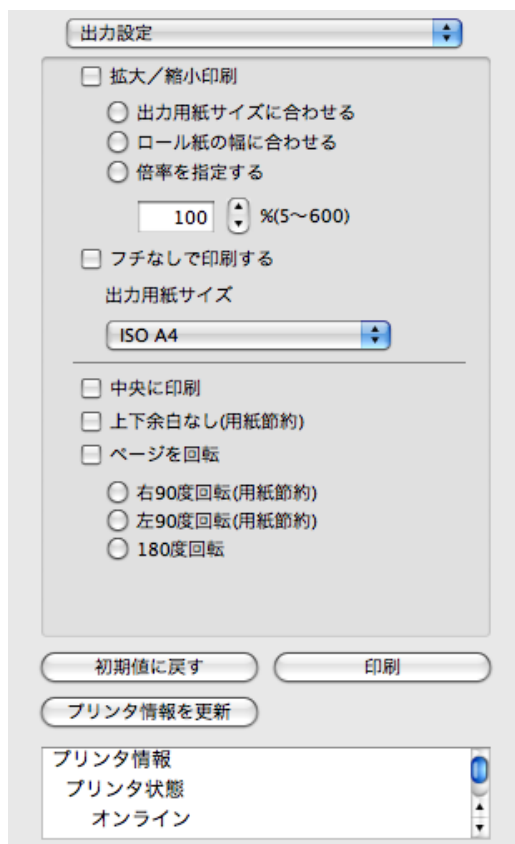 出力設定
拡大／縮小印刷
出力用紙サイズに合わせる
ロール紙の幅に合わせる
倍率を指定する
100 %(5〜600)
フチなしで印刷する
出力用紙サイズ
ISO A4
中央に印刷
上下余白なし(用紙節約)
ページを回転
右90度回転(用紙節約)
左90度回転(用紙節約)
180度回転
初期値に戻す 印刷
プリンタ情報を更新
プリンタ情報
プリンタ状態
オンライン